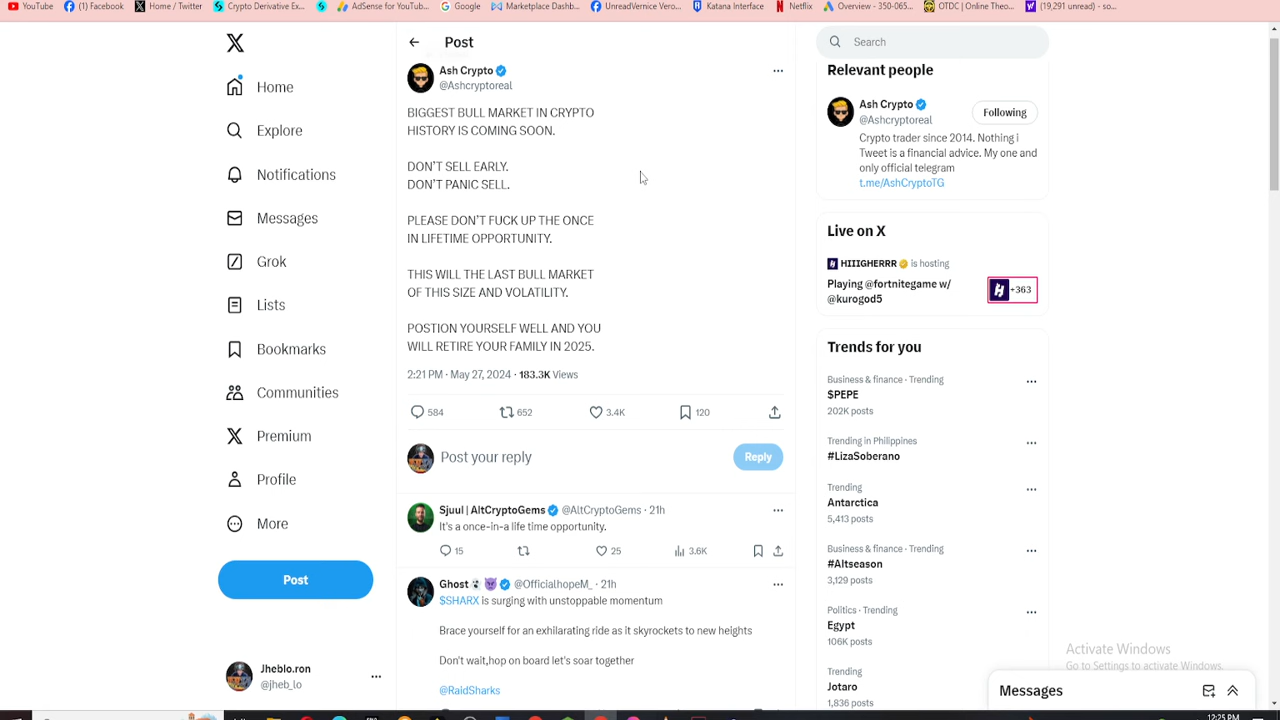 YouTube
(1) Facebook
Home / Twitter
Crypto Derivative Ex...
AdSense for YouTub...
Google
Marketplace Dashb...
UnreadVernice Vero...
Katana Interface
Netflix
Overview - 350-065...
OTDC | Online Theo...
(19,291 unread) - so...
Home
Explore
Notifications
Messages
Grok
Lists
Bookmarks
Communities
Premium
Profile
More
Post
Jheblo.ron
@jheb_lo
Post
Ash Crypto
@Ashcryptoreal
BIGGEST BULL MARKET IN CRYPTO
HISTORY IS COMING SOON.
DON'T SELL EARLY.
DON'T PANIC SELL.
PLEASE DON'T FUCK UP THE ONCE
IN LIFETIME OPPORTUNITY.
THIS WILL THE LAST BULL MARKET
OF THIS SIZE AND VOLATILITY.
POSTION YOURSELF WELL AND YOU
WILL RETIRE YOUR FAMILY IN 2025.
2:21 PM · May 27, 2024 · 183.3K Views
584 652 3.4K 120
Post your reply
Reply
Sjuul | AltCryptoGems @AltCryptoGems · 21h
It's a once-in-a life time opportunity.
15 25 3.6K
Ghost @OfficialhopeM_ · 21h
$SHARX is surging with unstoppable momentum
Brace yourself for an exhilarating ride as it skyrockets to new heights
Don't wait,hop on board let's soar together
@RaidSharks
Search
Relevant people
Ash Crypto
@Ashcryptoreal
Following
Crypto trader since 2014. Nothing i
Tweet is a financial advice. My one and
only official telegram
t.me/AshCryptoTG
Live on X
HIIIGHERRR is hosting
Playing @fortnitegame w/
@kurogod5
+363
Trends for you
Business & finance · Trending
$PEPE
202K posts
Trending in Philippines
#LizaSoberano
Trending
Antarctica
5,413 posts
Business & finance · Trending
#Altseason
3,129 posts
Politics · Trending
Egypt
106K posts
Trending
Jotaro
1,836 posts
Activate Windows
Go to Settings to activate Windows.
Messages
12:25 PM